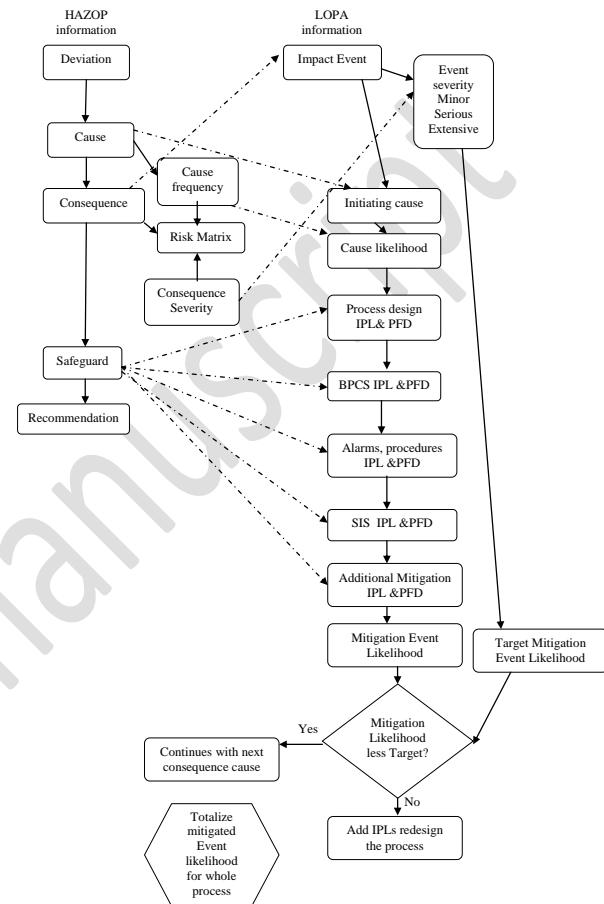 HAZOP
information
LOPA
information
Deviation
Impact Event
Event
severity
Minor
Serious
Extensive
Cause
Cause
frequency
Consequence
Initiating cause
Risk Matrix
Cause likelihood
Consequence
Severity
Process design
IPL& PFD
Safeguard
BPCS IPL &PFD
Recommendation
Alarms, procedures
IPL &PFD
SIS IPL &PFD
Additional Mitigation
IPL &PFD
Mitigation Event
Likelihood
Target Mitigation
Event Likelihood
Mitigation
Likelihood
less Target?
Yes
Continues with next
consequence cause
No
Add IPLs redesign
the process
Totalize
mitigated
Event
likelihood
for whole
process
manuscript